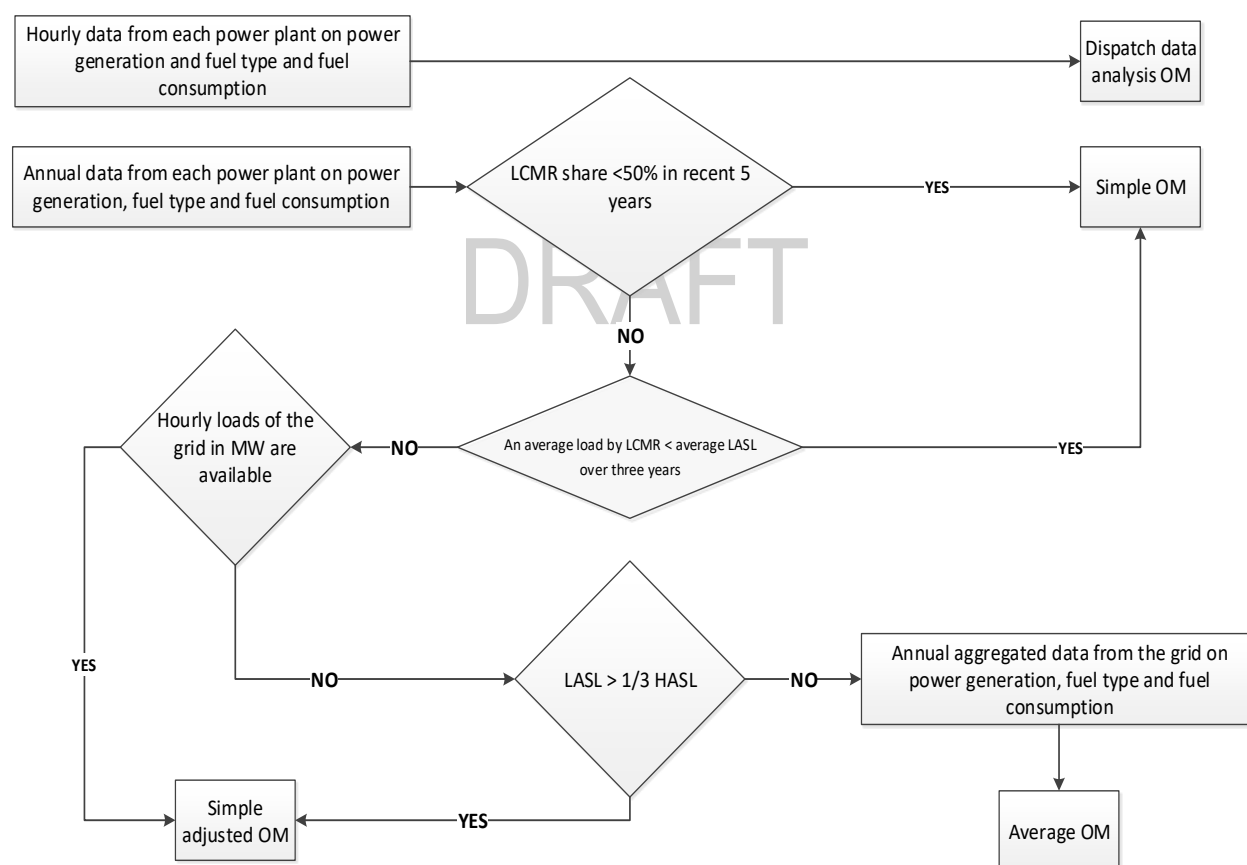 Hourly data from each power plant on power
generation and fuel type and fuel
consumption
Dispatch data
analysis OM
Annual data from each power plant on power
generation, fuel type and fuel consumption
LCMR share <50% in recent 5
years
YES
Simple OM
DRAFT
NO
Hourly loads of the
grid in MW are
available
NO
An average load by LCMR < average LASL
over three years
YES
YES
NO
LASL > 1/3 HASL
NO
Annual aggregated data from the grid on
power generation, fuel type and fuel
consumption
Simple
adjusted OM
YES
Average OM